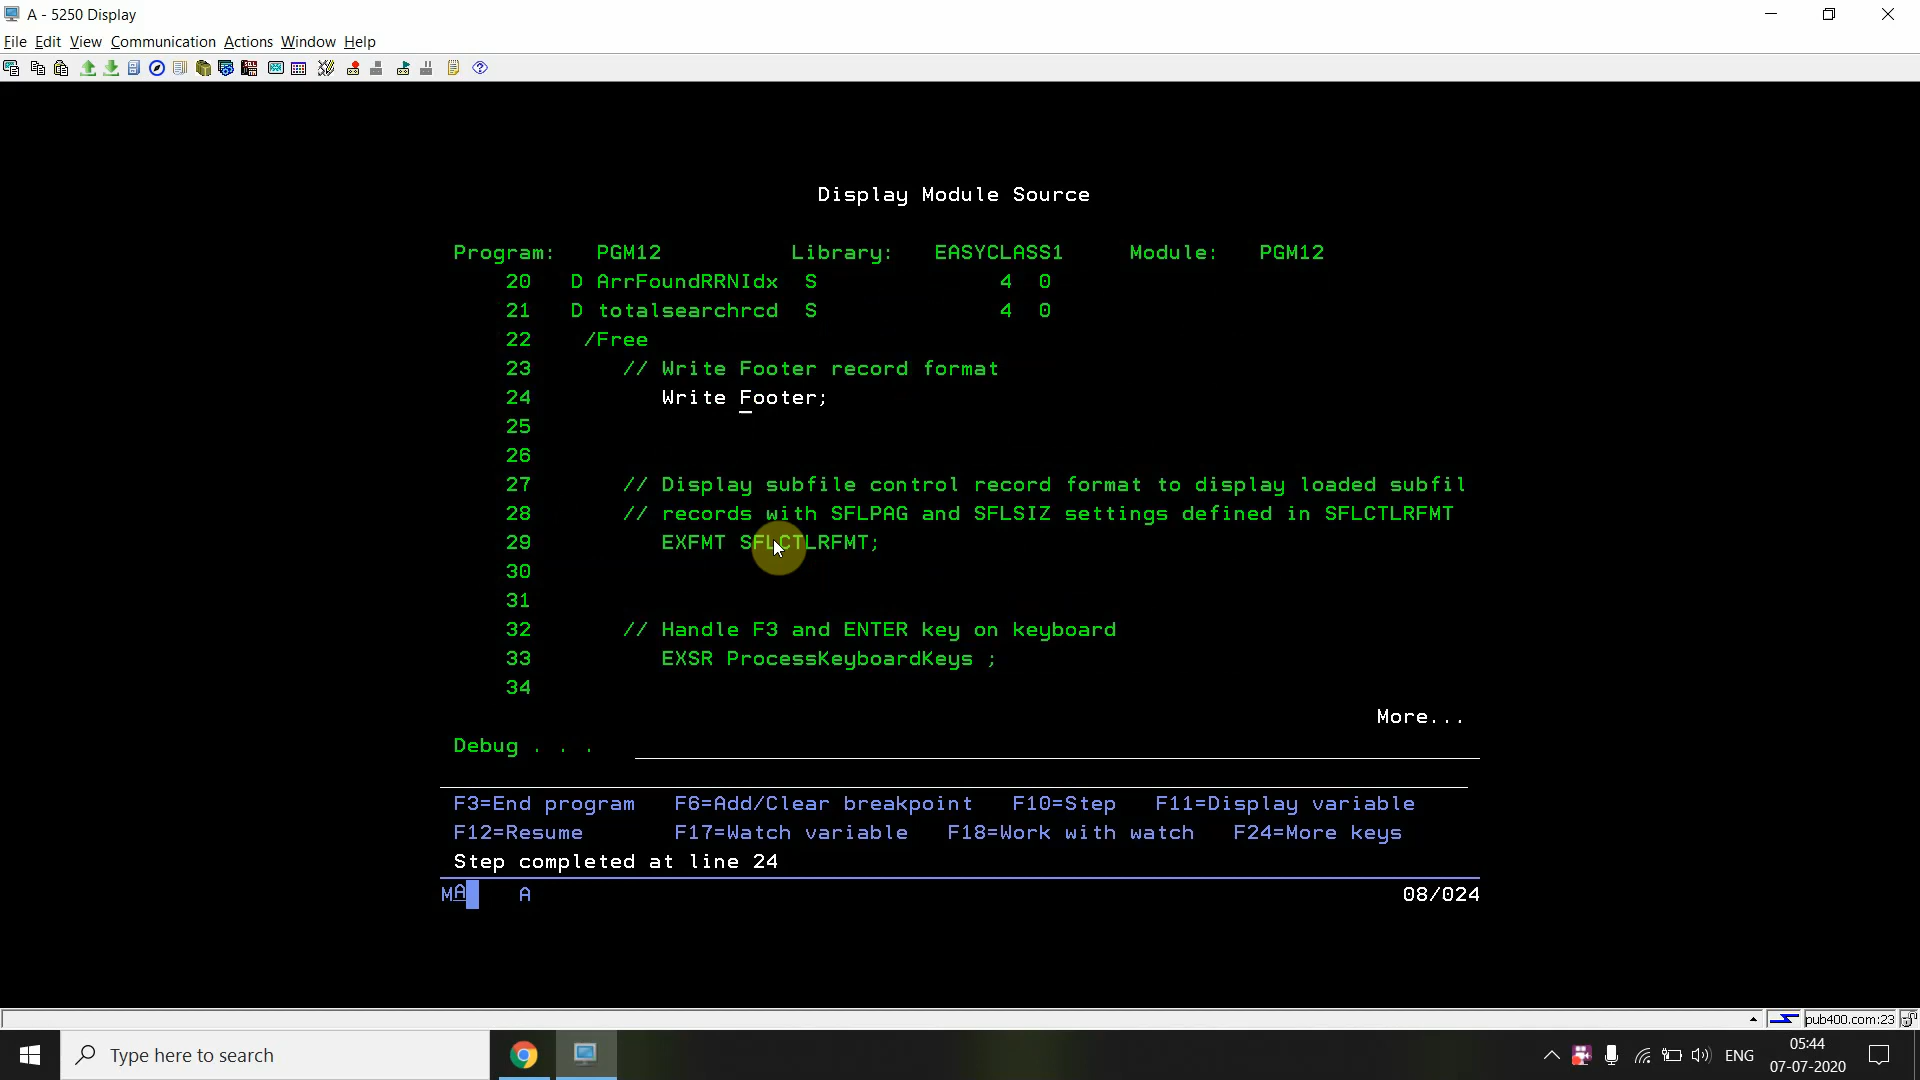 A - 5250 Display
File Edit View Communication Actions Window Help
Display Module Source
Program: PGM12 Library: EASYCLASS1 Module: PGM12
20 D ArrFoundRRNIdx S 4 0
21 D totalsearchrcd S 4 0
22 /Free
23 // Write Footer record format
24 Write Footer;
25
26
27 // Display subfile control record format to display loaded subfil
28 // records with SFLPAG and SFLSIZ settings defined in SFLCTLRFMT
29 EXFMT SFLCTLRFMT;
30
31
32 // Handle F3 and ENTER key on keyboard
33 EXSR ProcessKeyboardKeys ;
34
More...
Debug . . .
F3=End program F6=Add/Clear breakpoint F10=Step F11=Display variable
F12=Resume F17=Watch variable F18=Work with watch F24=More keys
Step completed at line 24
MA A 08/024
pub400.com:23
Type here to search
ENG
05:44
07-07-2020